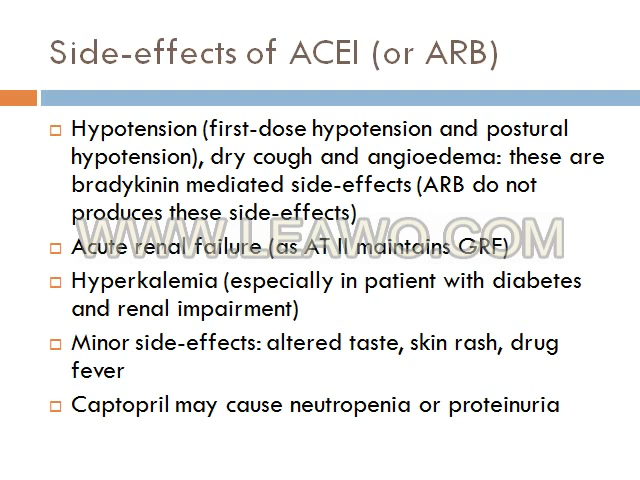 Side-effects of ACEI (or ARB)
Hypotension (first-dose hypotension and postural
hypotension), dry cough and angioedema: these are
bradykinin mediated side-effects (ARB do not
produces these side-effects)
WWW.LEAWO.COM
Acute renal failure (as AT II maintains GRF)
Hyperkalemia (especially in patient with diabetes
and renal impairment)
Minor side-effects: altered taste, skin rash, drug
fever
Captopril may cause neutropenia or proteinuria